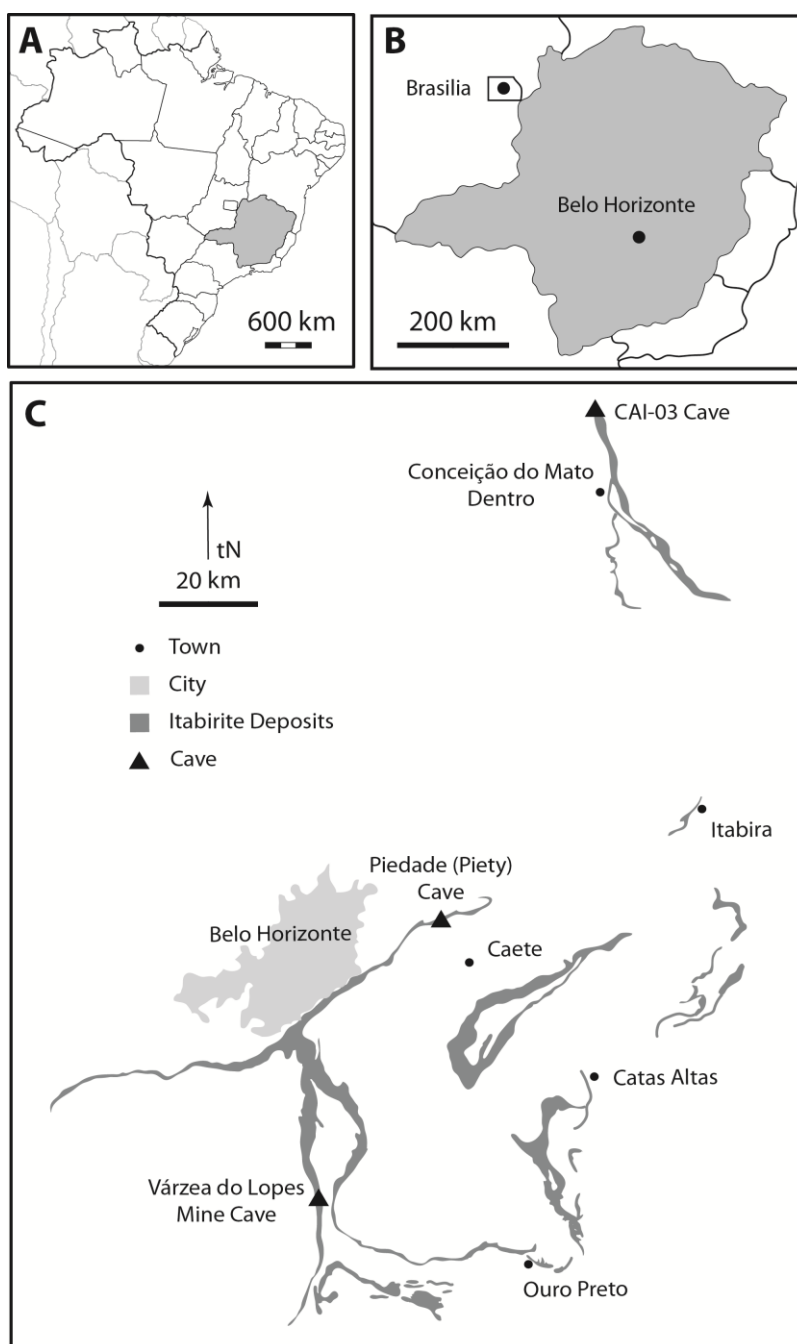 A
600 km
B
Brasilia
Belo Horizonte
200 km
C
CAI-03 Cave
Conceição do Mato
Dentro
tN
20 km
Town
City
Itabirite Deposits
Cave
Itabira
Piedade (Piety)
Cave
Belo Horizonte
Caete
Catas Altas
Várzea do Lopes
Mine Cave
Ouro Preto